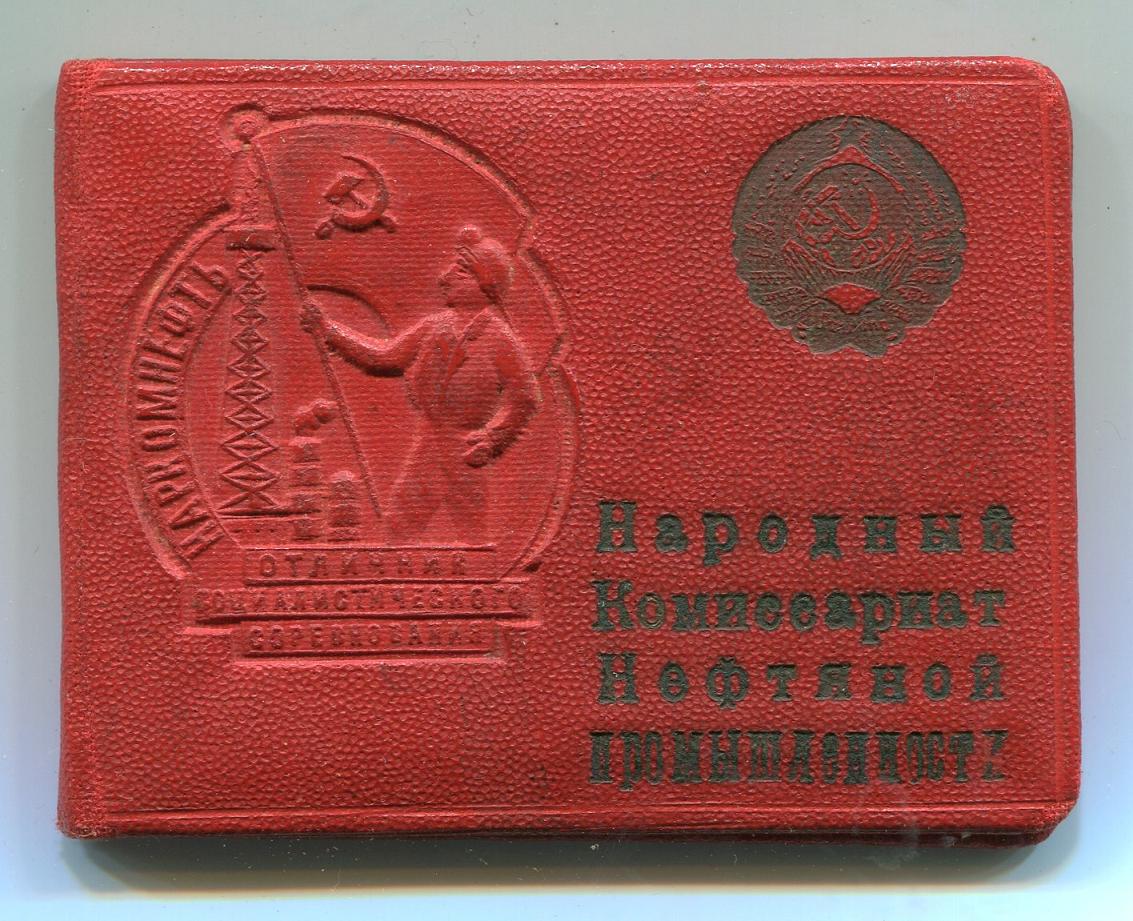 НАРКОМНЕФТЬ
ОТЛИЧНИК
СОЦИАЛИСТИЧЕСКОГО
СОРЕВНОВАНИЯ
Народный
Комиссариат
Нефтяной
промышленности